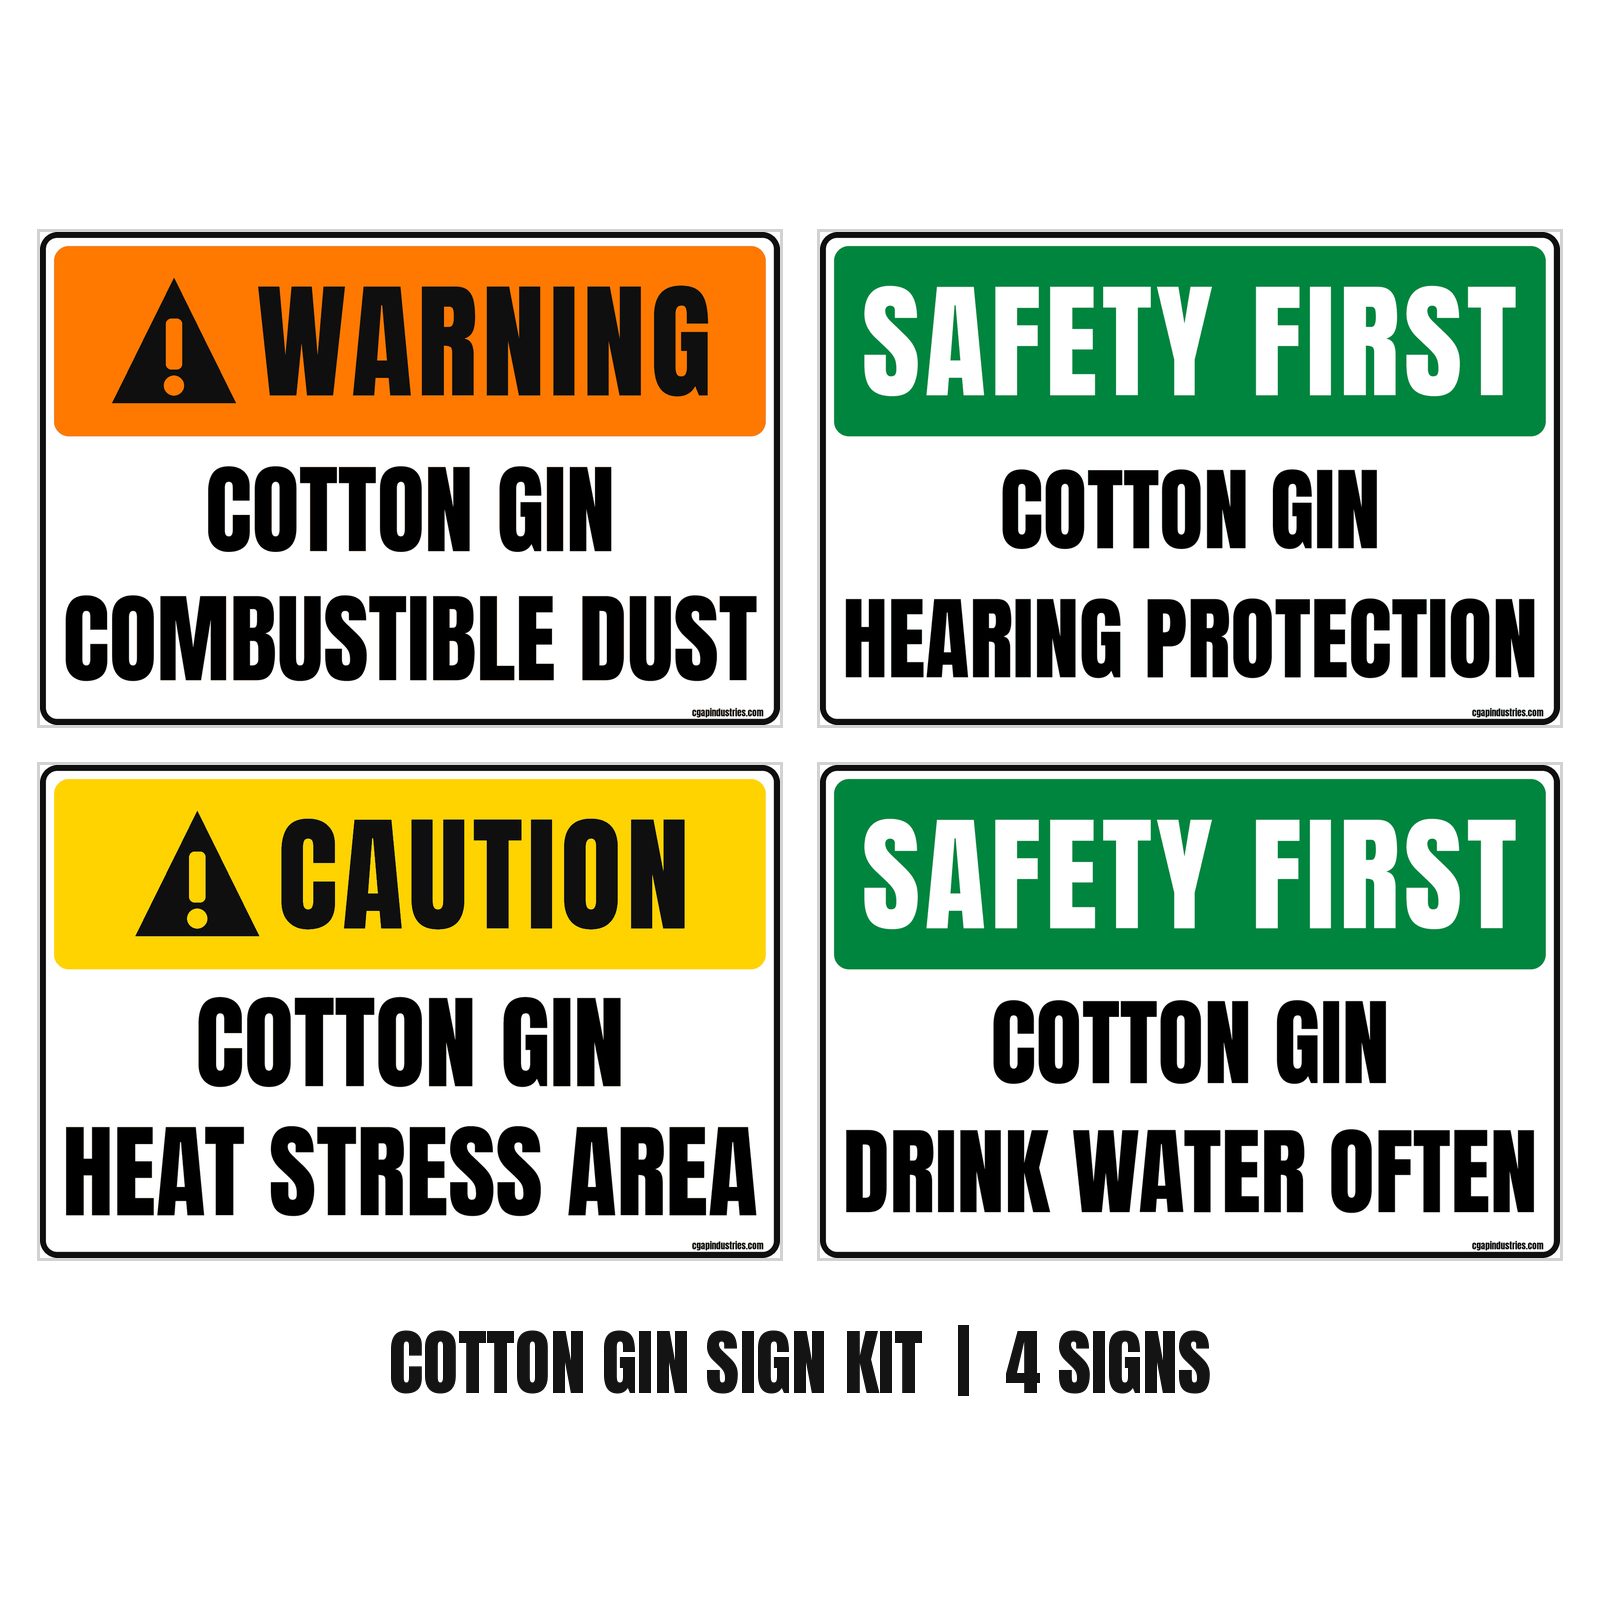 WARNING
COTTON GIN
COMBUSTIBLE DUST
cgapindustries.com
SAFETY FIRST
COTTON GIN
HEARING PROTECTION
cgapindustries.com
CAUTION
COTTON GIN
HEAT STRESS AREA
cgapindustries.com
SAFETY FIRST
COTTON GIN
DRINK WATER OFTEN
cgapindustries.com
COTTON GIN SIGN KIT | 4 SIGNS